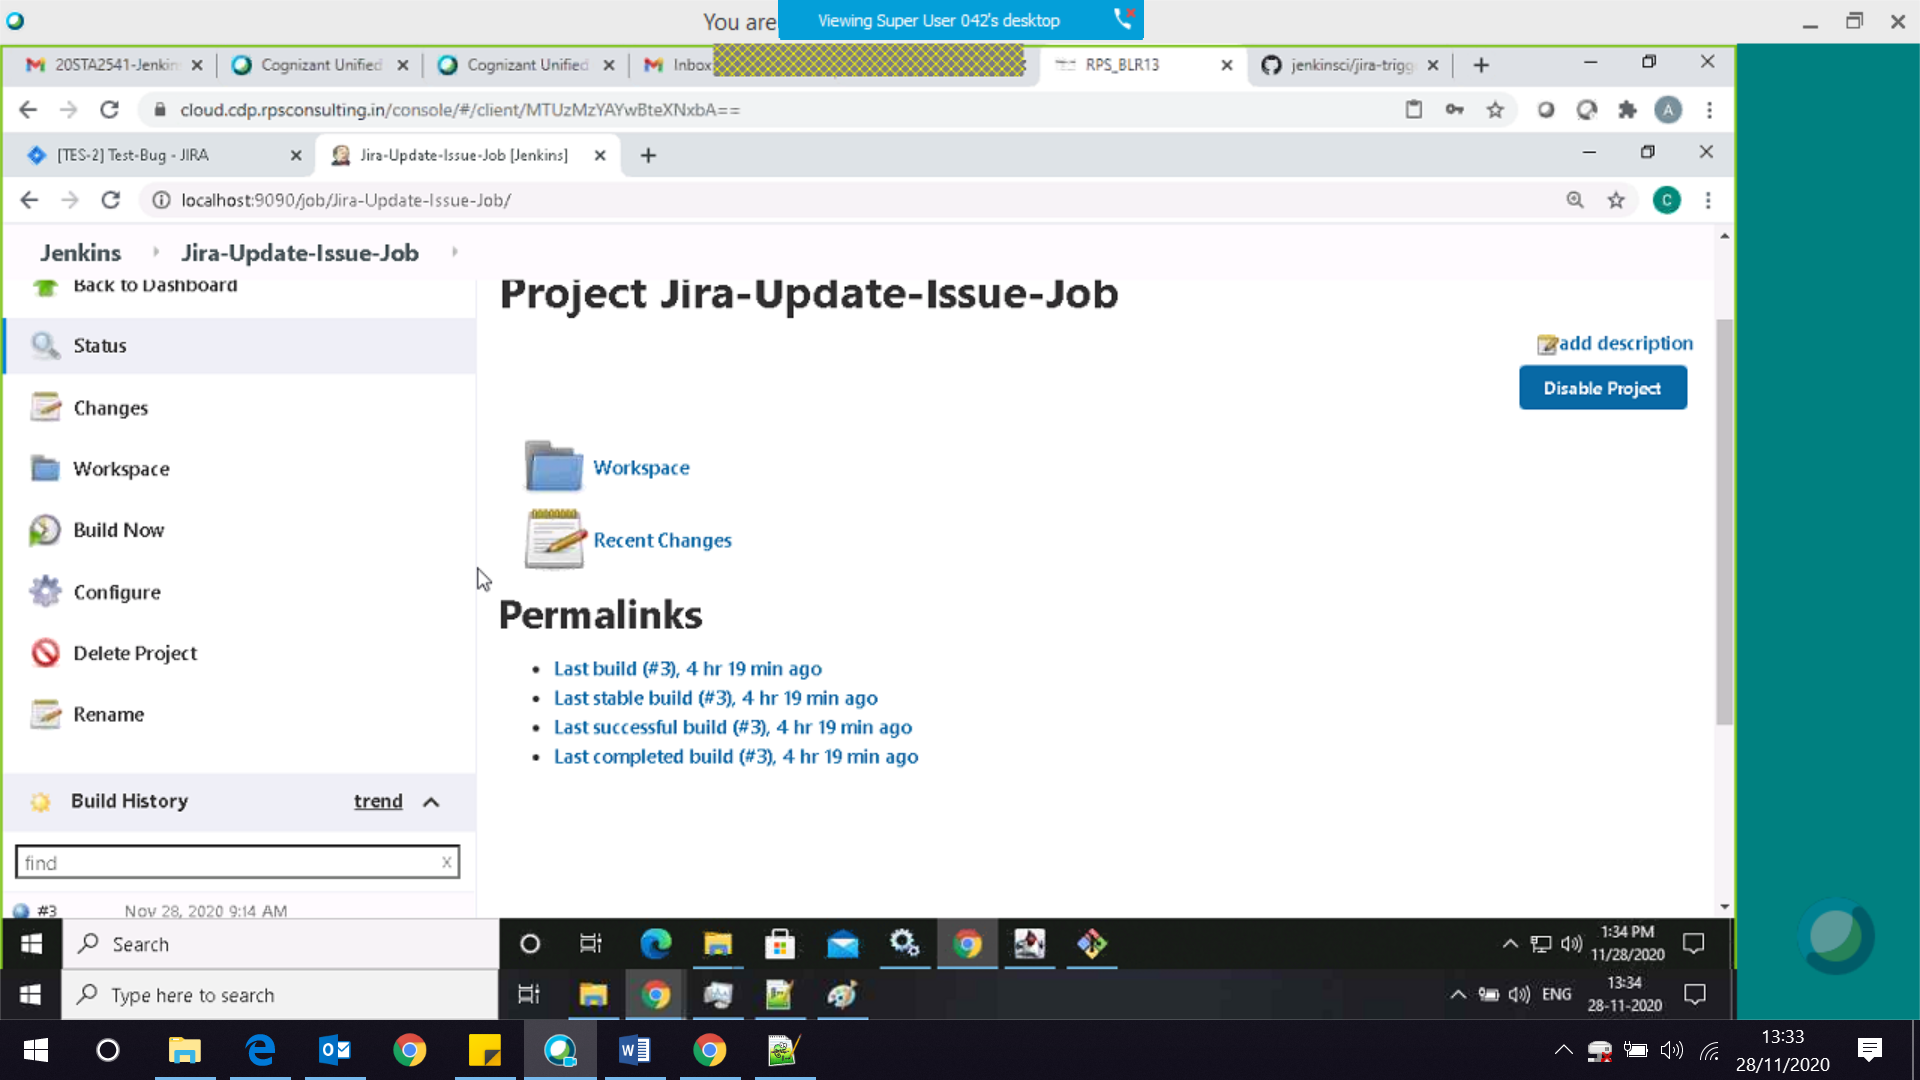 You are
Viewing Super User 042's desktop
20STA2541-Jenkin
Cognizant Unified
Cognizant Unified
Inbox
RPS_BLR13
jenkinsci/jira-trigg
cloud.cdp.rpsconsulting.in/console/#/client/MTUzMzYAYwBteXNxbA==
A
[TES-2] Test-Bug - JIRA
Jira-Update-Issue-Job [Jenkins]
localhost:9090/job/Jira-Update-Issue-Job/
C
Jenkins
Jira-Update-Issue-Job
Back to Dashboard
Project Jira-Update-Issue-Job
Status
add description
Disable Project
Changes
Workspace
Workspace
Build Now
Recent Changes
Configure
Permalinks
Delete Project
Last build (#3), 4 hr 19 min ago
Last stable build (#3), 4 hr 19 min ago
Rename
Last successful build (#3), 4 hr 19 min ago
Last completed build (#3), 4 hr 19 min ago
Build History
trend
find
x
#3
Nov 28, 2020 9:14 AM
Search
1:34 PM
11/28/2020
Type here to search
ENG
13:34
28-11-2020
13:33
28/11/2020